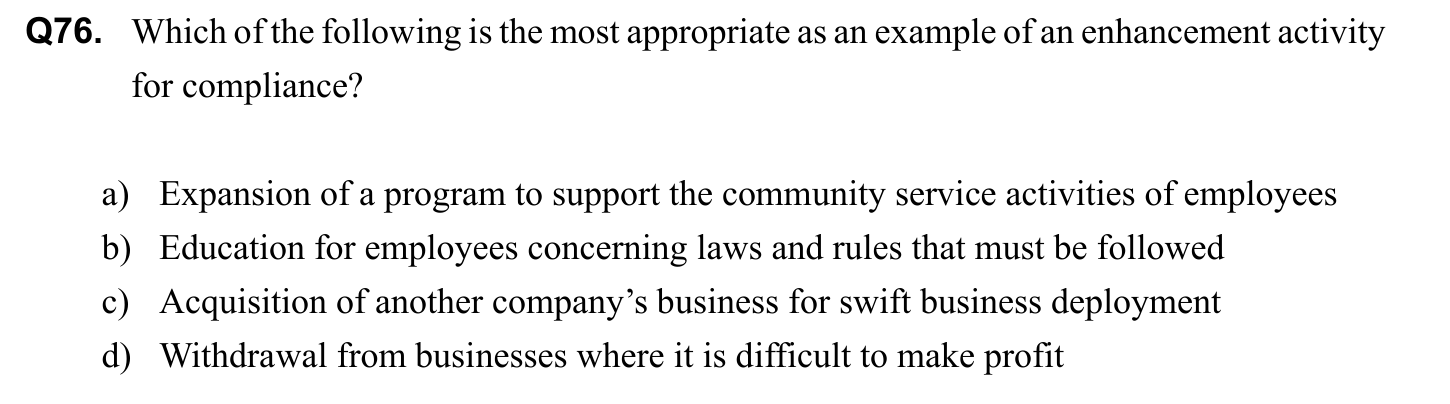 Q76. Which of the following is the most appropriate as an example of an enhancement activity
for compliance?
a) Expansion of a program to support the community service activities of employees
b) Education for employees concerning laws and rules that must be followed
c) Acquisition of another company’s business for swift business deployment
d) Withdrawal from businesses where it is difficult to make profit